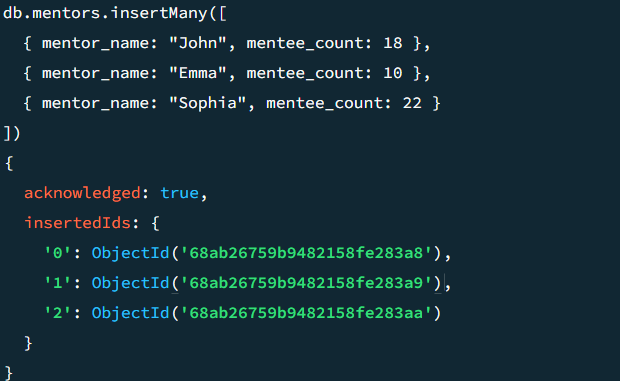 db.mentors.insertMany([
{ mentor_name: "John", mentee_count: 18 },
{ mentor_name: "Emma", mentee_count: 10 },
{ mentor_name: "Sophia", mentee_count: 22 }
])
{
acknowledged: true,
insertedIds: {
'0': ObjectId('68ab26759b9482158fe283a8'),
'1': ObjectId('68ab26759b9482158fe283a9'),
'2': ObjectId('68ab26759b9482158fe283aa')
}
}